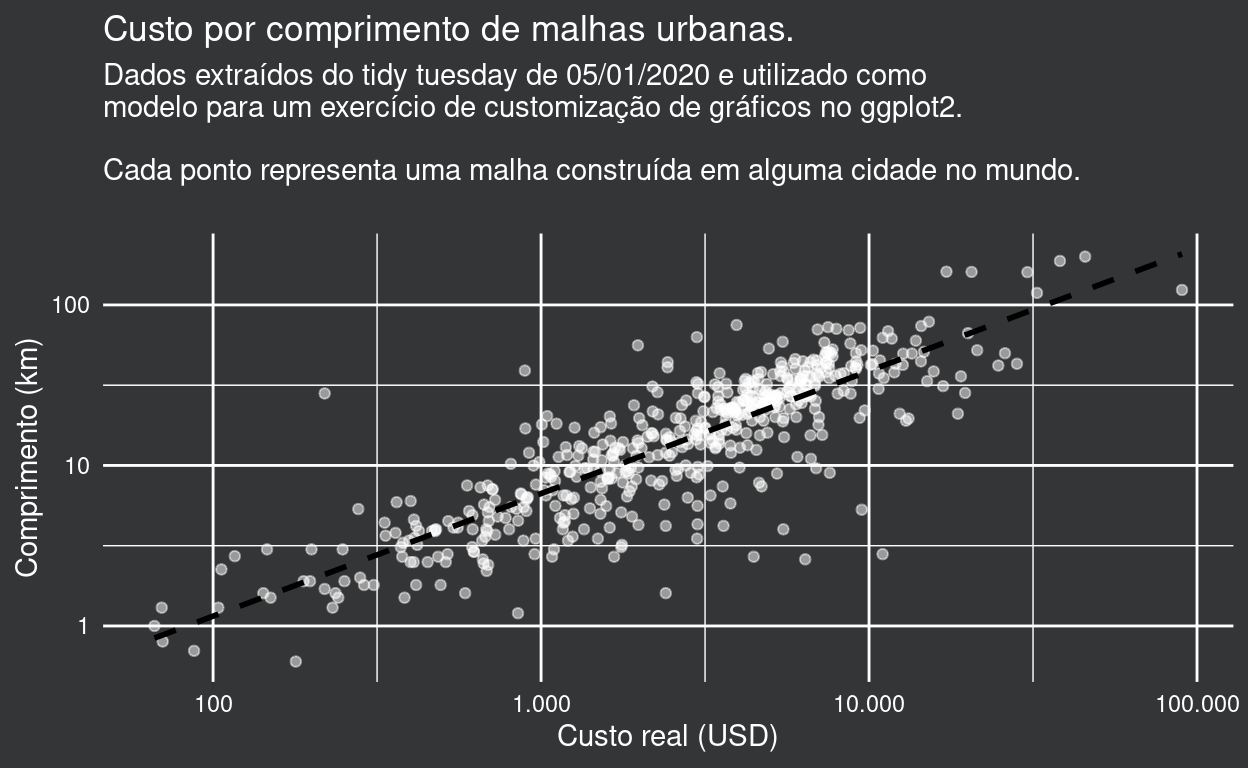 Custo por comprimento de malhas urbanas.
Dados extraídos do tidy tuesday de 05/01/2020 e utilizado como
modelo para um exercício de customização de gráficos no ggplot2.
Cada ponto representa uma malha construída em alguma cidade no mundo.
Comprimento (km)
100
10
1
100
1.000
10.000
100.000
Custo real (USD)